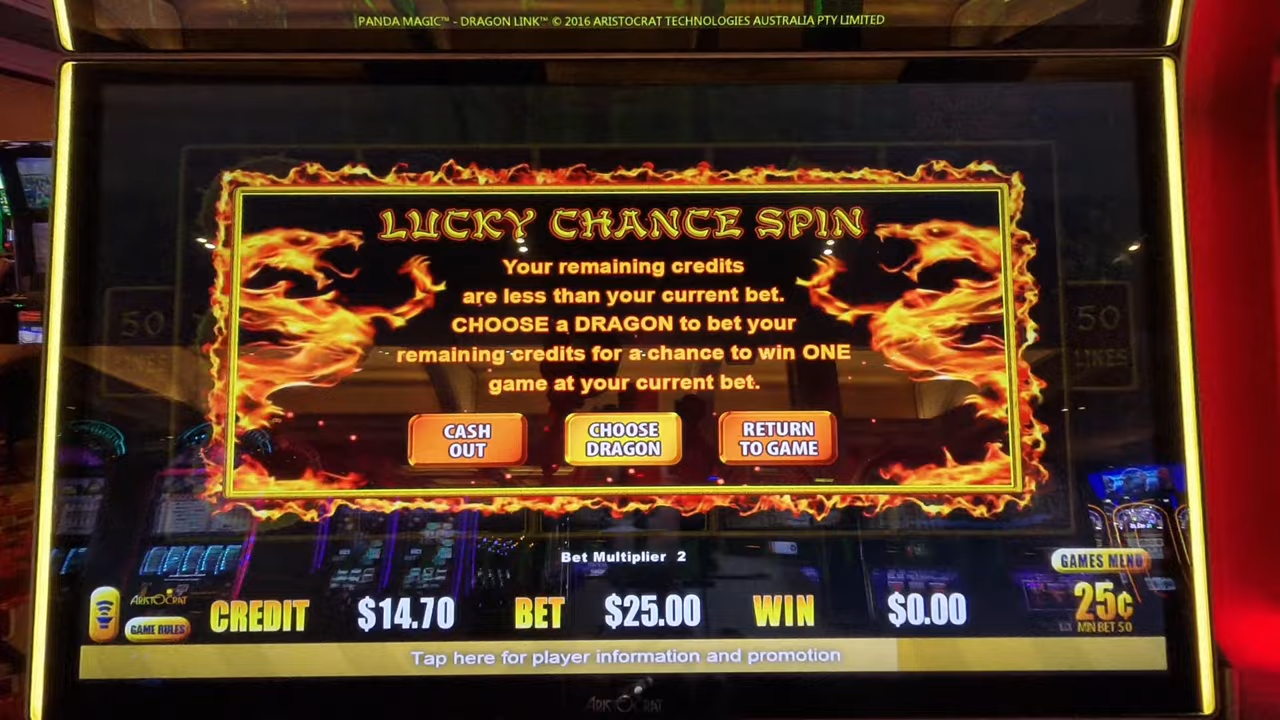 PANDA MAGIC™ - DRAGON LINK™ © 2016 ARISTOCRAT TECHNOLOGIES AUSTRALIA PTY LIMITED
LUCKY CHANCE SPIN
Your remaining credits
are less than your current bet.
CHOOSE a DRAGON to bet your
remaining credits for a chance to win ONE
game at your current bet.
50
LINES
50
LINES
CASH
OUT
CHOOSE
DRAGON
RETURN
TO GAME
Bet Multiplier 2
GAMES MENU
ARISTOCRAT
GAME RULES
CREDIT $14.70 BET $25.00 WIN $0.00
25¢
MIN BET 50
Tap here for player information and promotion
ARISTOCRAT